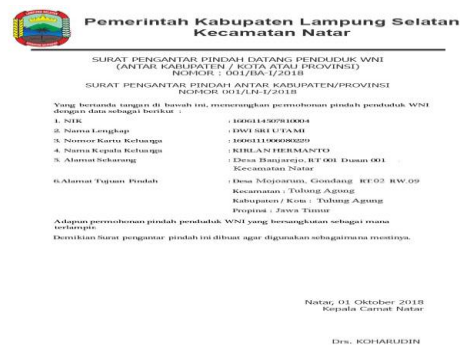 Pemerintah Kabupaten Lampung Selatan
Kecamatan Natar
SURAT PENGANTAR PINDAH DATANG PENDUDUK WNI
(ANTAR KABUPATEN / KOTA ATAU PROVINSI)
NOMOR : 001/BA-I/2018
SURAT PENGANTAR PINDAH ANTAR KABUPATEN/PROVINSI
NOMOR 001/LN-I/2018
Yang bertanda tangan di bawah ini, menerangkan permohonan pindah penduduk WNI
dengan data sebagai berikut :
1. NIK : 1606114507810004
2. Nama Lengkap : DWI SRI UTAMI
3. Nomor Kartu Keluarga : 1606111906080229
4. Nama Kepala Keluarga : KIRLAN HERMANTO
5. Alamat Sekarang : Desa Banjarejo, RT 001 Dusun 001
Kecamatan Natar
6.Alamat Tujuan Pindah : Desa Mojoarum, Gondang RT.02 RW.09
Kecamatan : Tulung Agung
Kabupaten / Kota : Tulung Agung
Propinsi : Jawa Timur
Adapun permohonan pindah penduduk WNI yang bersangkutan sebagai mana
terlampir.
Demikian Surat pengantar pindah ini dibuat agar digunakan sebagaimana mestinya.
Natar, 01 Oktober 2018
Kepala Camat Natar
Drs. KOHARUDIN